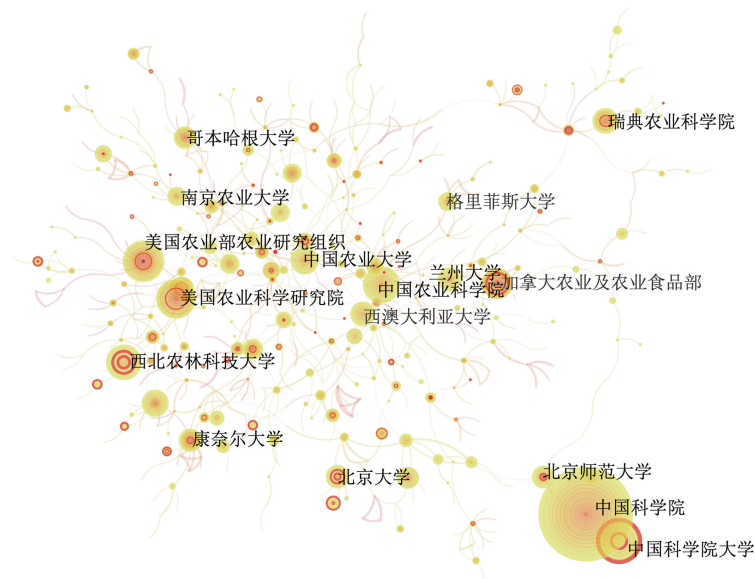 瑞典农业科学院
哥本哈根大学
南京农业大学
格里菲斯大学
美国农业部农业研究组织
中国农业大学
兰州大学
加拿大农业及农业食品部
中国农业科学院
美国农业科学研究院
西澳大利亚大学
西北农林科技大学
康奈尔大学
北京大学
北京师范大学
中国科学院
中国科学院大学